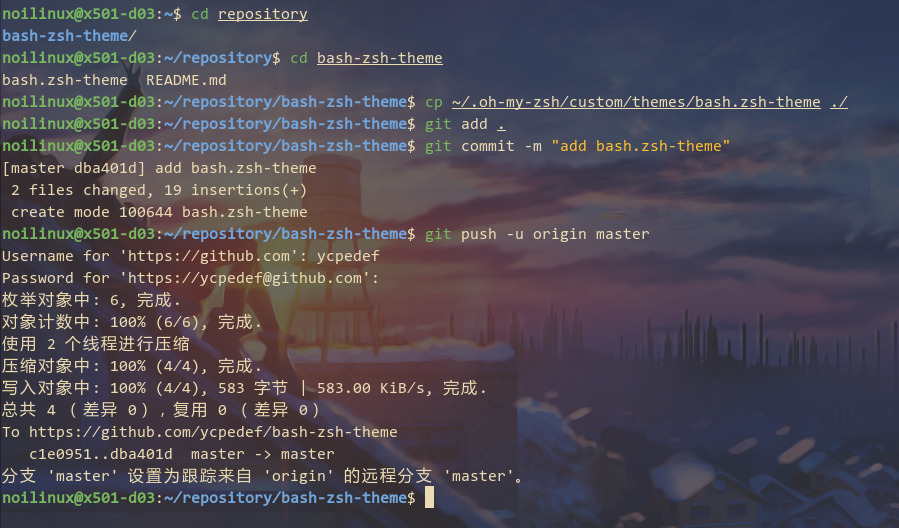 noilinux@x501-d03:~$ cd repository
bash-zsh-theme/
noilinux@x501-d03:~/repository$ cd bash-zsh-theme
bash.zsh-theme  README.md
noilinux@x501-d03:~/repository/bash-zsh-theme$ cp ~/.oh-my-zsh/custom/themes/bash.zsh-theme ./
noilinux@x501-d03:~/repository/bash-zsh-theme$ git add .
noilinux@x501-d03:~/repository/bash-zsh-theme$ git commit -m "add bash.zsh-theme"
[master dba401d] add bash.zsh-theme
 2 files changed, 19 insertions(+)
 create mode 100644 bash.zsh-theme
noilinux@x501-d03:~/repository/bash-zsh-theme$ git push -u origin master
Username for 'https://github.com': ycpedef
Password for 'https://ycpedef@github.com':
枚举对象中: 6, 完成.
对象计数中: 100% (6/6), 完成.
使用 2 个线程进行压缩
压缩对象中: 100% (4/4), 完成.
写入对象中: 100% (4/4), 583 字节 | 583.00 KiB/s, 完成.
总共 4 （差异 0），复用 0 （差异 0）
To https://github.com/ycpedef/bash-zsh-theme
   c1e0951..dba401d  master -> master
分支 'master' 设置为跟踪来自 'origin' 的远程分支 'master'。
noilinux@x501-d03:~/repository/bash-zsh-theme$